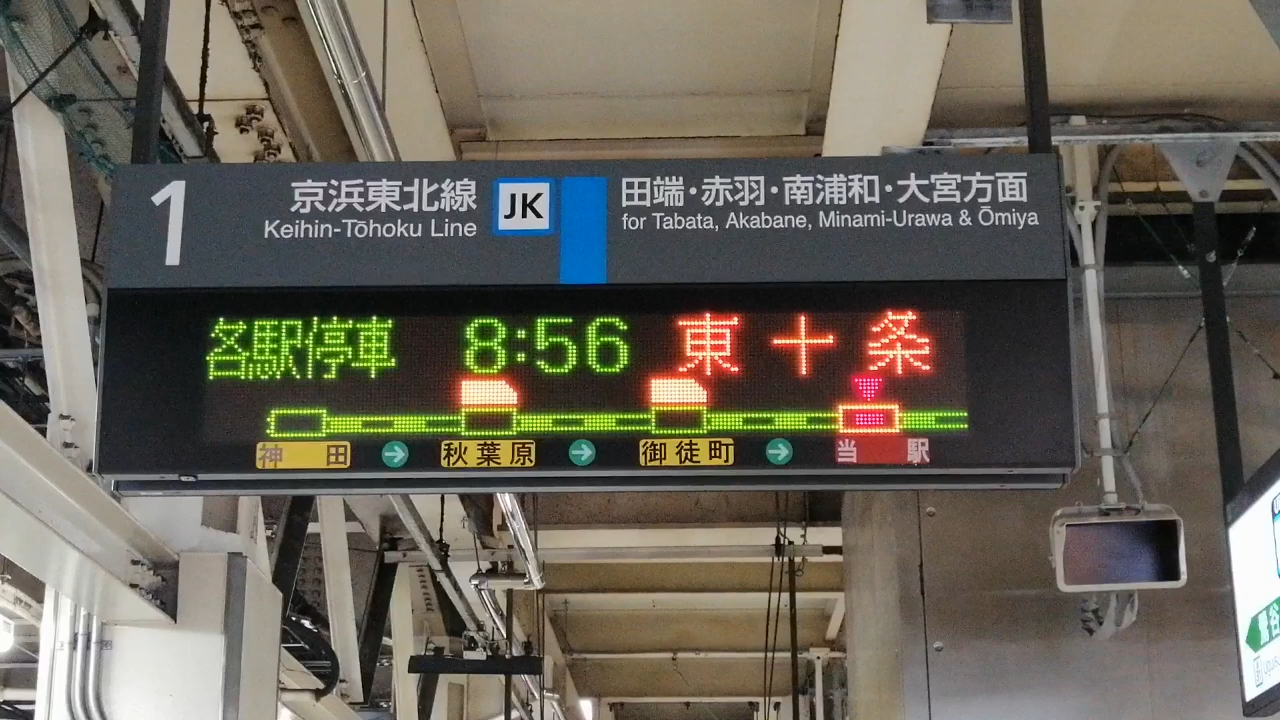 1
京浜東北線
Keihin-Tōhoku Line
JK
田端・赤羽・南浦和・大宮方面
for Tabata, Akabane, Minami-Urawa & Ōmiya
各駅停車 8:56 東十条
神田 → 秋葉原 → 御徒町 → 当駅